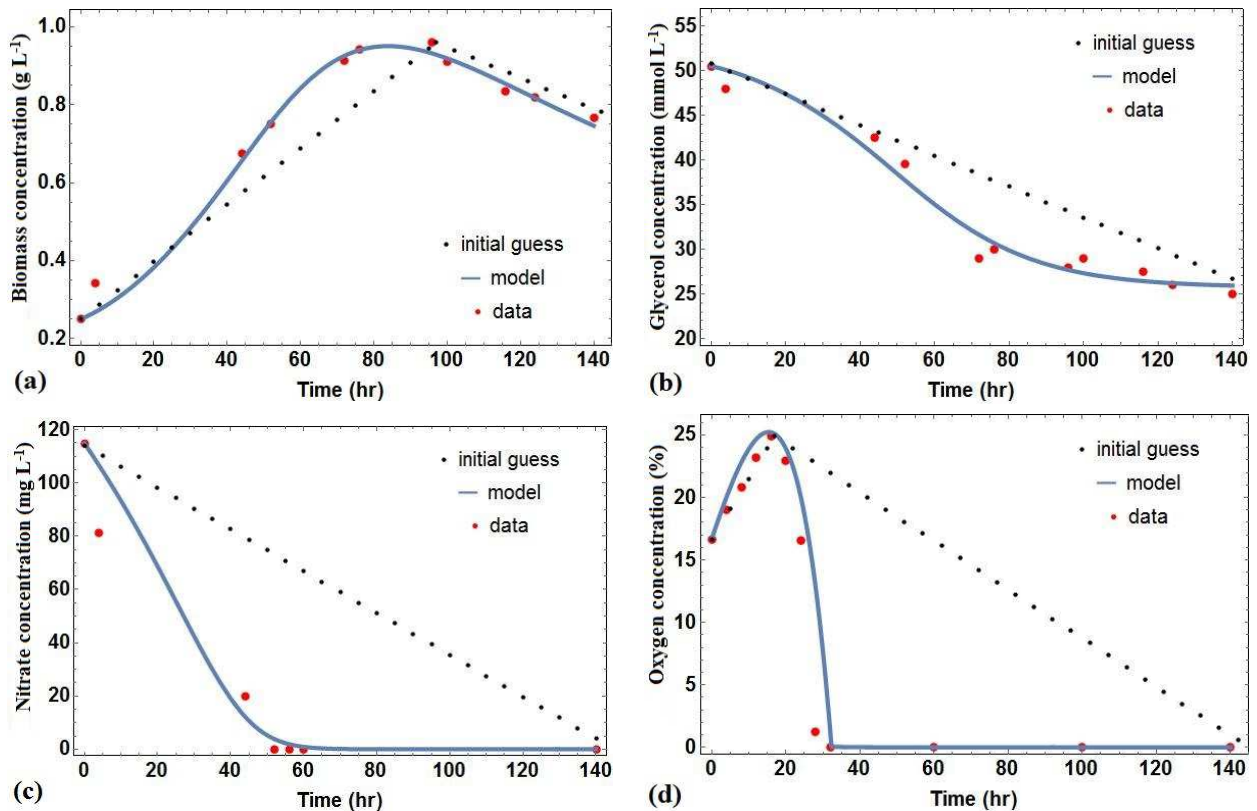 Biomass concentration (g L⁻¹)
1.0
0.8
0.6
0.4
0.2
initial guess
model
data
0 20 40 60 80 100 120 140
Time (hr)
(a)
Glycerol concentration (mmol L⁻¹)
55
50
45
40
35
30
25
20
initial guess
model
data
0 20 40 60 80 100 120 140
Time (hr)
(b)
Nitrate concentration (mg L⁻¹)
120
100
80
60
40
20
0
initial guess
model
data
0 20 40 60 80 100 120 140
Time (hr)
(c)
Oxygen concentration (%)
25
20
15
10
5
0
initial guess
model
data
0 20 40 60 80 100 120 140
Time (hr)
(d)